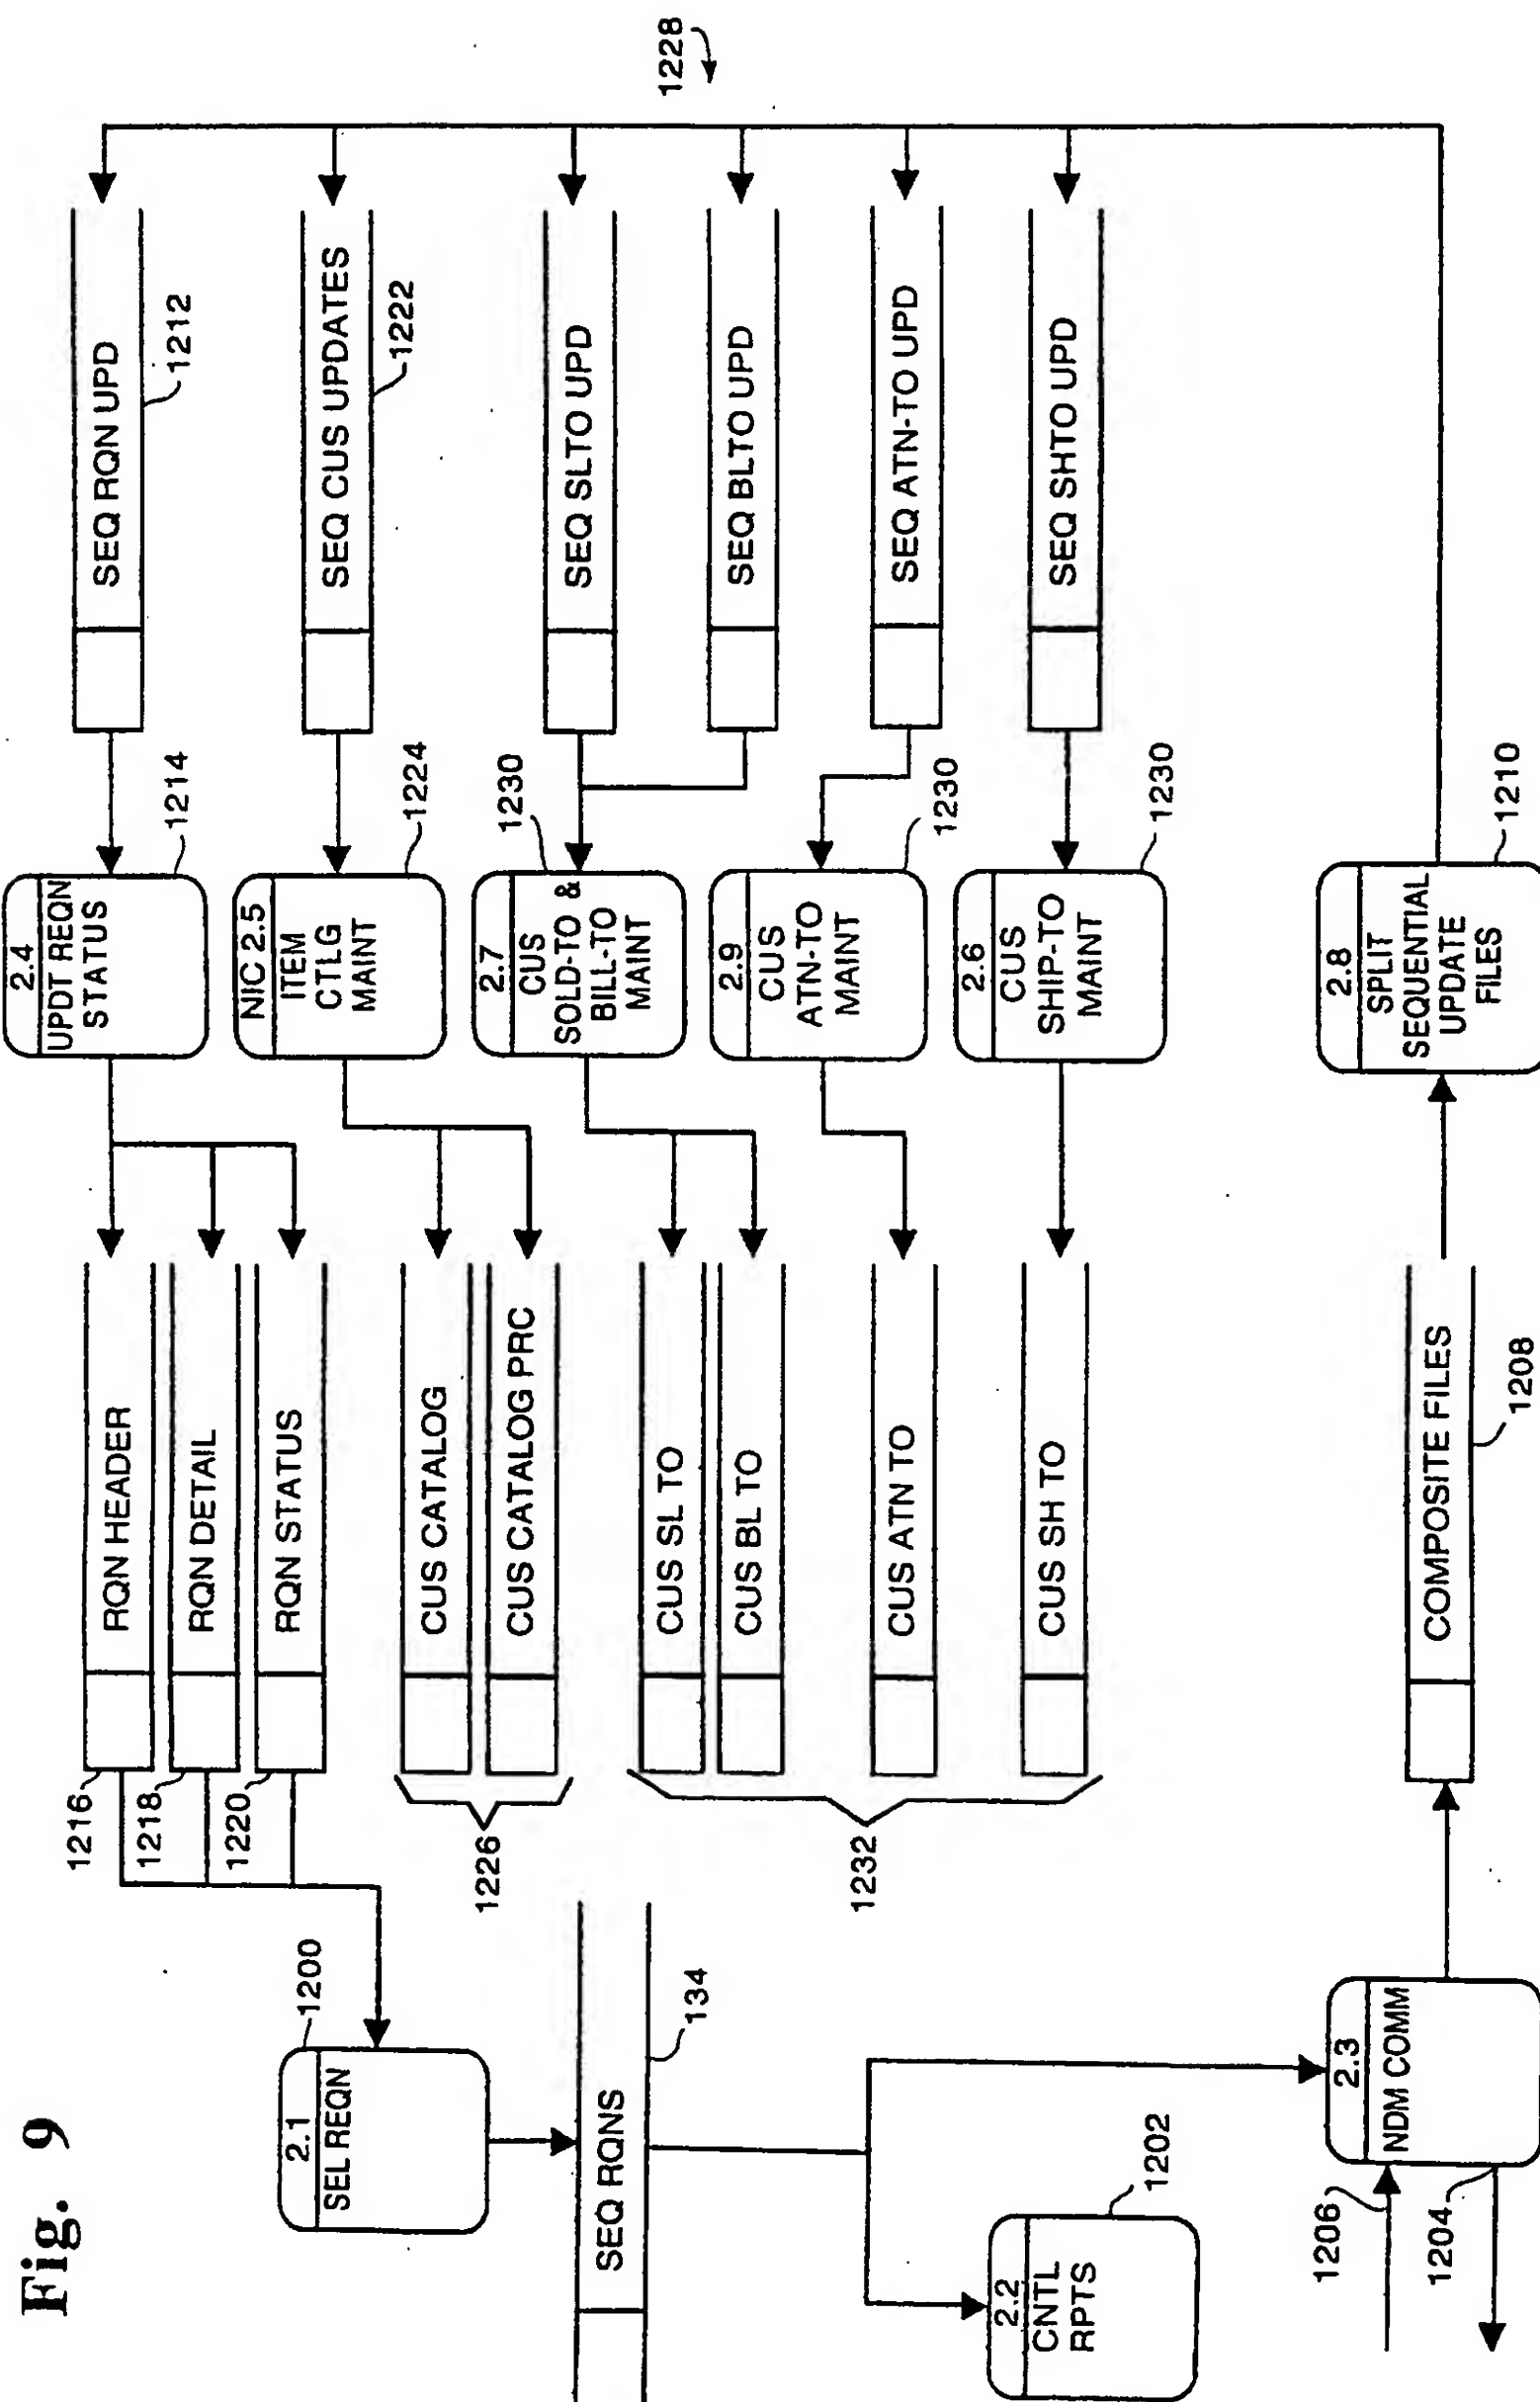 Fig. 9
2.1
SEL REQN
1200
SEQ RQNS
134
2.2
CNTL
RPTS
1202
2.3
NDM COMM
1206
1204
1216
RQN HEADER
1218
RQN DETAIL
1220
RQN STATUS
CUS CATALOG
CUS CATALOG PRC
1226
CUS SL TO
CUS BL TO
CUS ATN TO
CUS SH TO
1232
COMPOSITE FILES
1208
2.4
UPDT REQN
STATUS
1214
NIC 2.5
ITEM
CTLG
MAINT
1224
2.7
CUS
SOLD-TO &
BILL-TO
MAINT
1230
2.9
CUS
ATN-TO
MAINT
1230
2.6
CUS
SHIP-TO
MAINT
1230
2.8
SPLIT
SEQUENTIAL
UPDATE
FILES
1210
SEQ RQN UPD
1212
SEQ CUS UPDATES
1222
SEQ SLTO UPD
SEQ BLTO UPD
SEQ ATN-TO UPD
SEQ SHTO UPD
1228